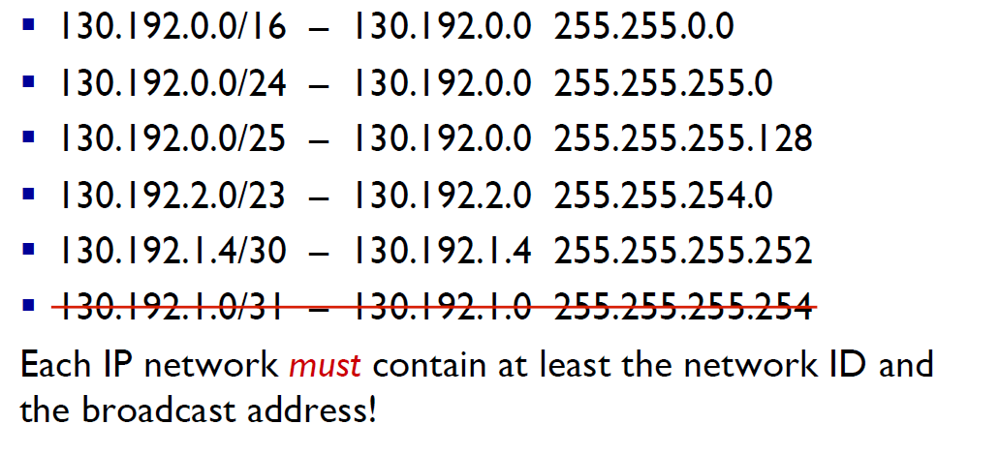 ▪ 130.192.0.0/16 – 130.192.0.0 255.255.0.0
▪ 130.192.0.0/24 – 130.192.0.0 255.255.255.0
▪ 130.192.0.0/25 – 130.192.0.0 255.255.255.128
▪ 130.192.2.0/23 – 130.192.2.0 255.255.254.0
▪ 130.192.1.4/30 – 130.192.1.4 255.255.255.252
▪ 130.192.1.0/31 – 130.192.1.0 255.255.255.254
Each IP network must contain at least the network ID and
the broadcast address!